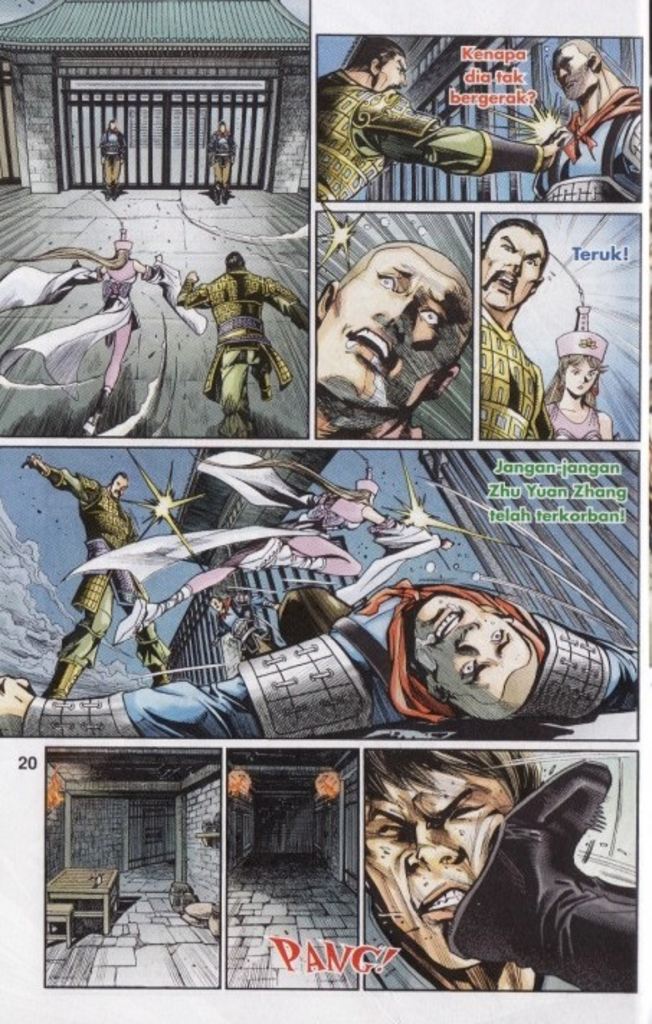 Kenapa
dia tak
bergerak?
Teruk!
Jangan-jangan
Zhu Yuan Zhang
telah terkorban!
20
PANG!